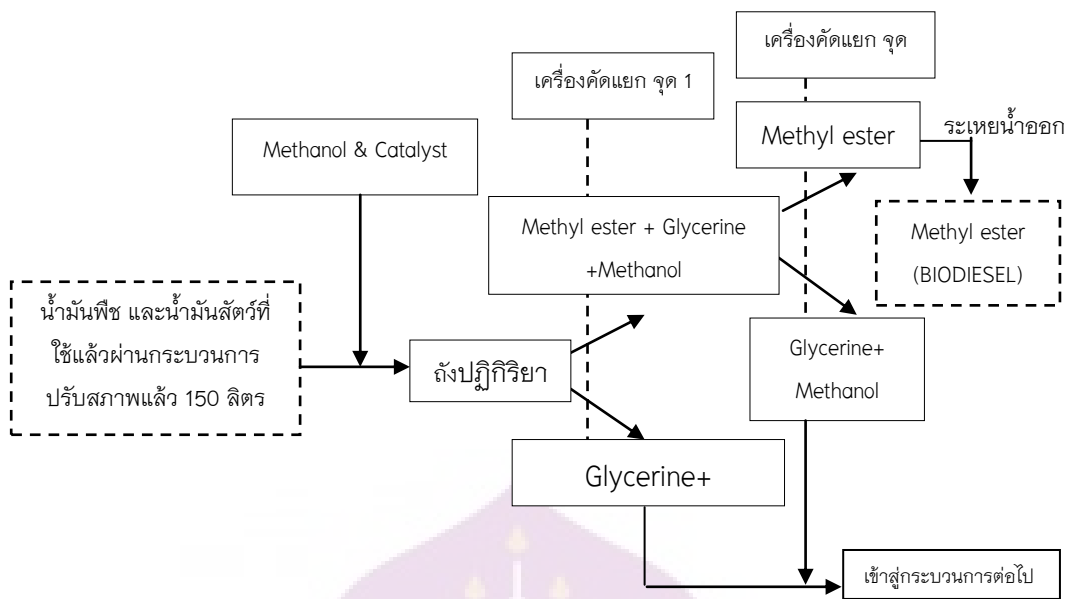 เครื่องคัดแยก จุด
เครื่องคัดแยก จุด 1
Methyl ester
ระเหยน้ำออก
Methanol & Catalyst
Methyl ester + Glycerine
+Methanol
Methyl ester
(BIODIESEL)
น้ำมันพืช และน้ำมันสัตว์ที่
ใช้แล้วผ่านกระบวนการ
ปรับสภาพแล้ว 150 ลิตร
ถังปฏิกิริยา
Glycerine+
Methanol
Glycerine+
เข้าสู่กระบวนการต่อไป